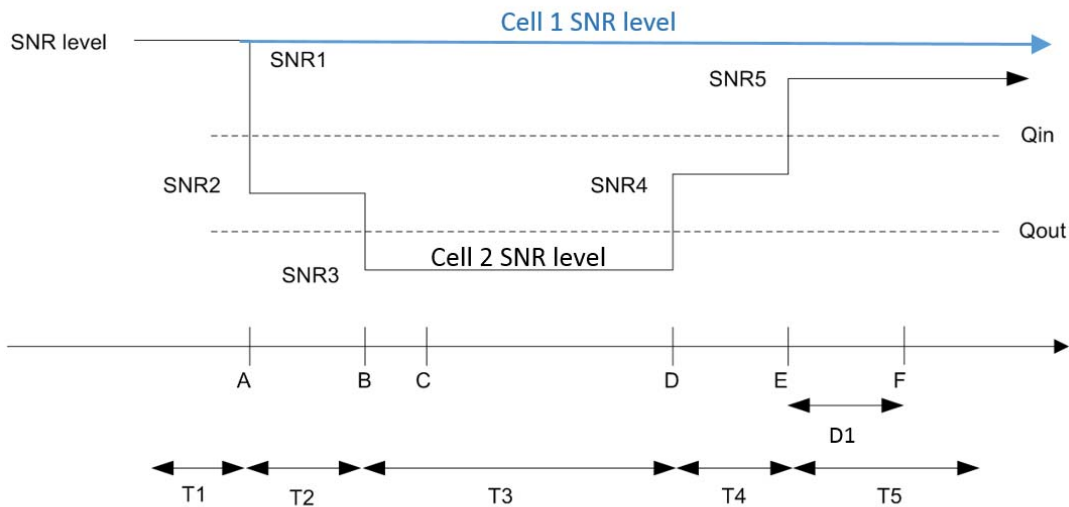 Cell 1 SNR level
SNR level
SNR1
SNR5
Qin
SNR2
SNR4
Qout
Cell 2 SNR level
SNR3
A B C D E F
D1
T1 T2 T3 T4 T5